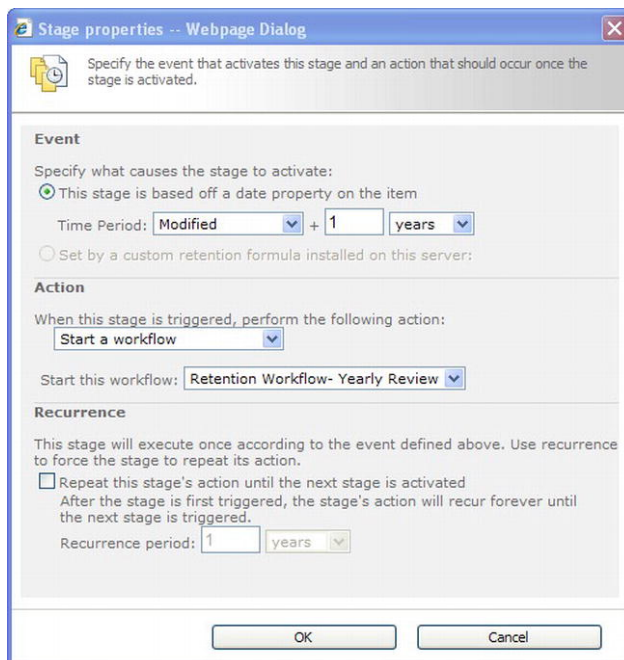 Stage properties -- Webpage Dialog
Specify the event that activates this stage and an action that should occur once the
stage is activated.
Event
Specify what causes the stage to activate:
This stage is based off a date property on the item
Time Period: Modified + 1 years
Set by a custom retention formula installed on this server:
Action
When this stage is triggered, perform the following action:
Start a workflow
Start this workflow: Retention Workflow- Yearly Review
Recurrence
This stage will execute once according to the event defined above. Use recurrence
to force the stage to repeat its action.
Repeat this stage's action until the next stage is activated
After the stage is first triggered, the stage's action will recur forever until
the next stage is triggered.
Recurrence period: 1 years
OK Cancel